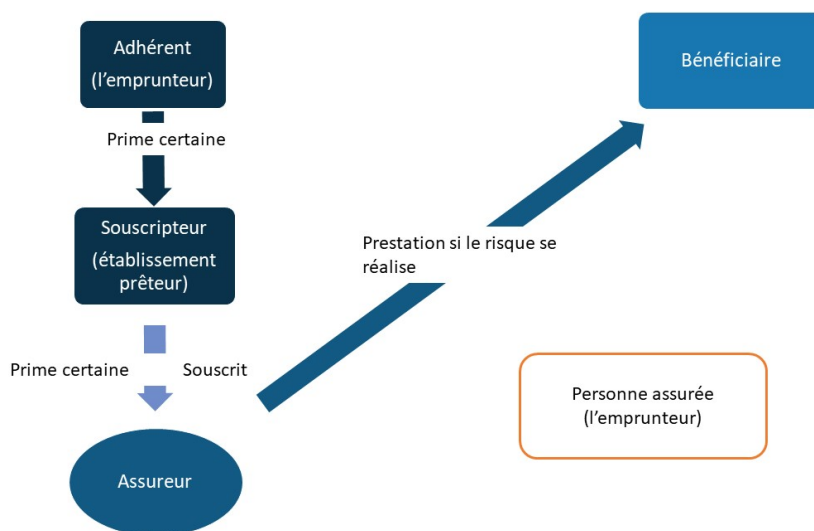 Adhérent
(l’emprunteur)
Bénéficiaire
Prime certaine
Souscripteur
(établissement
prêteur)
Prestation si le risque se
réalise
Prime certaine
Souscrit
Personne assurée
(l’emprunteur)
Assureur